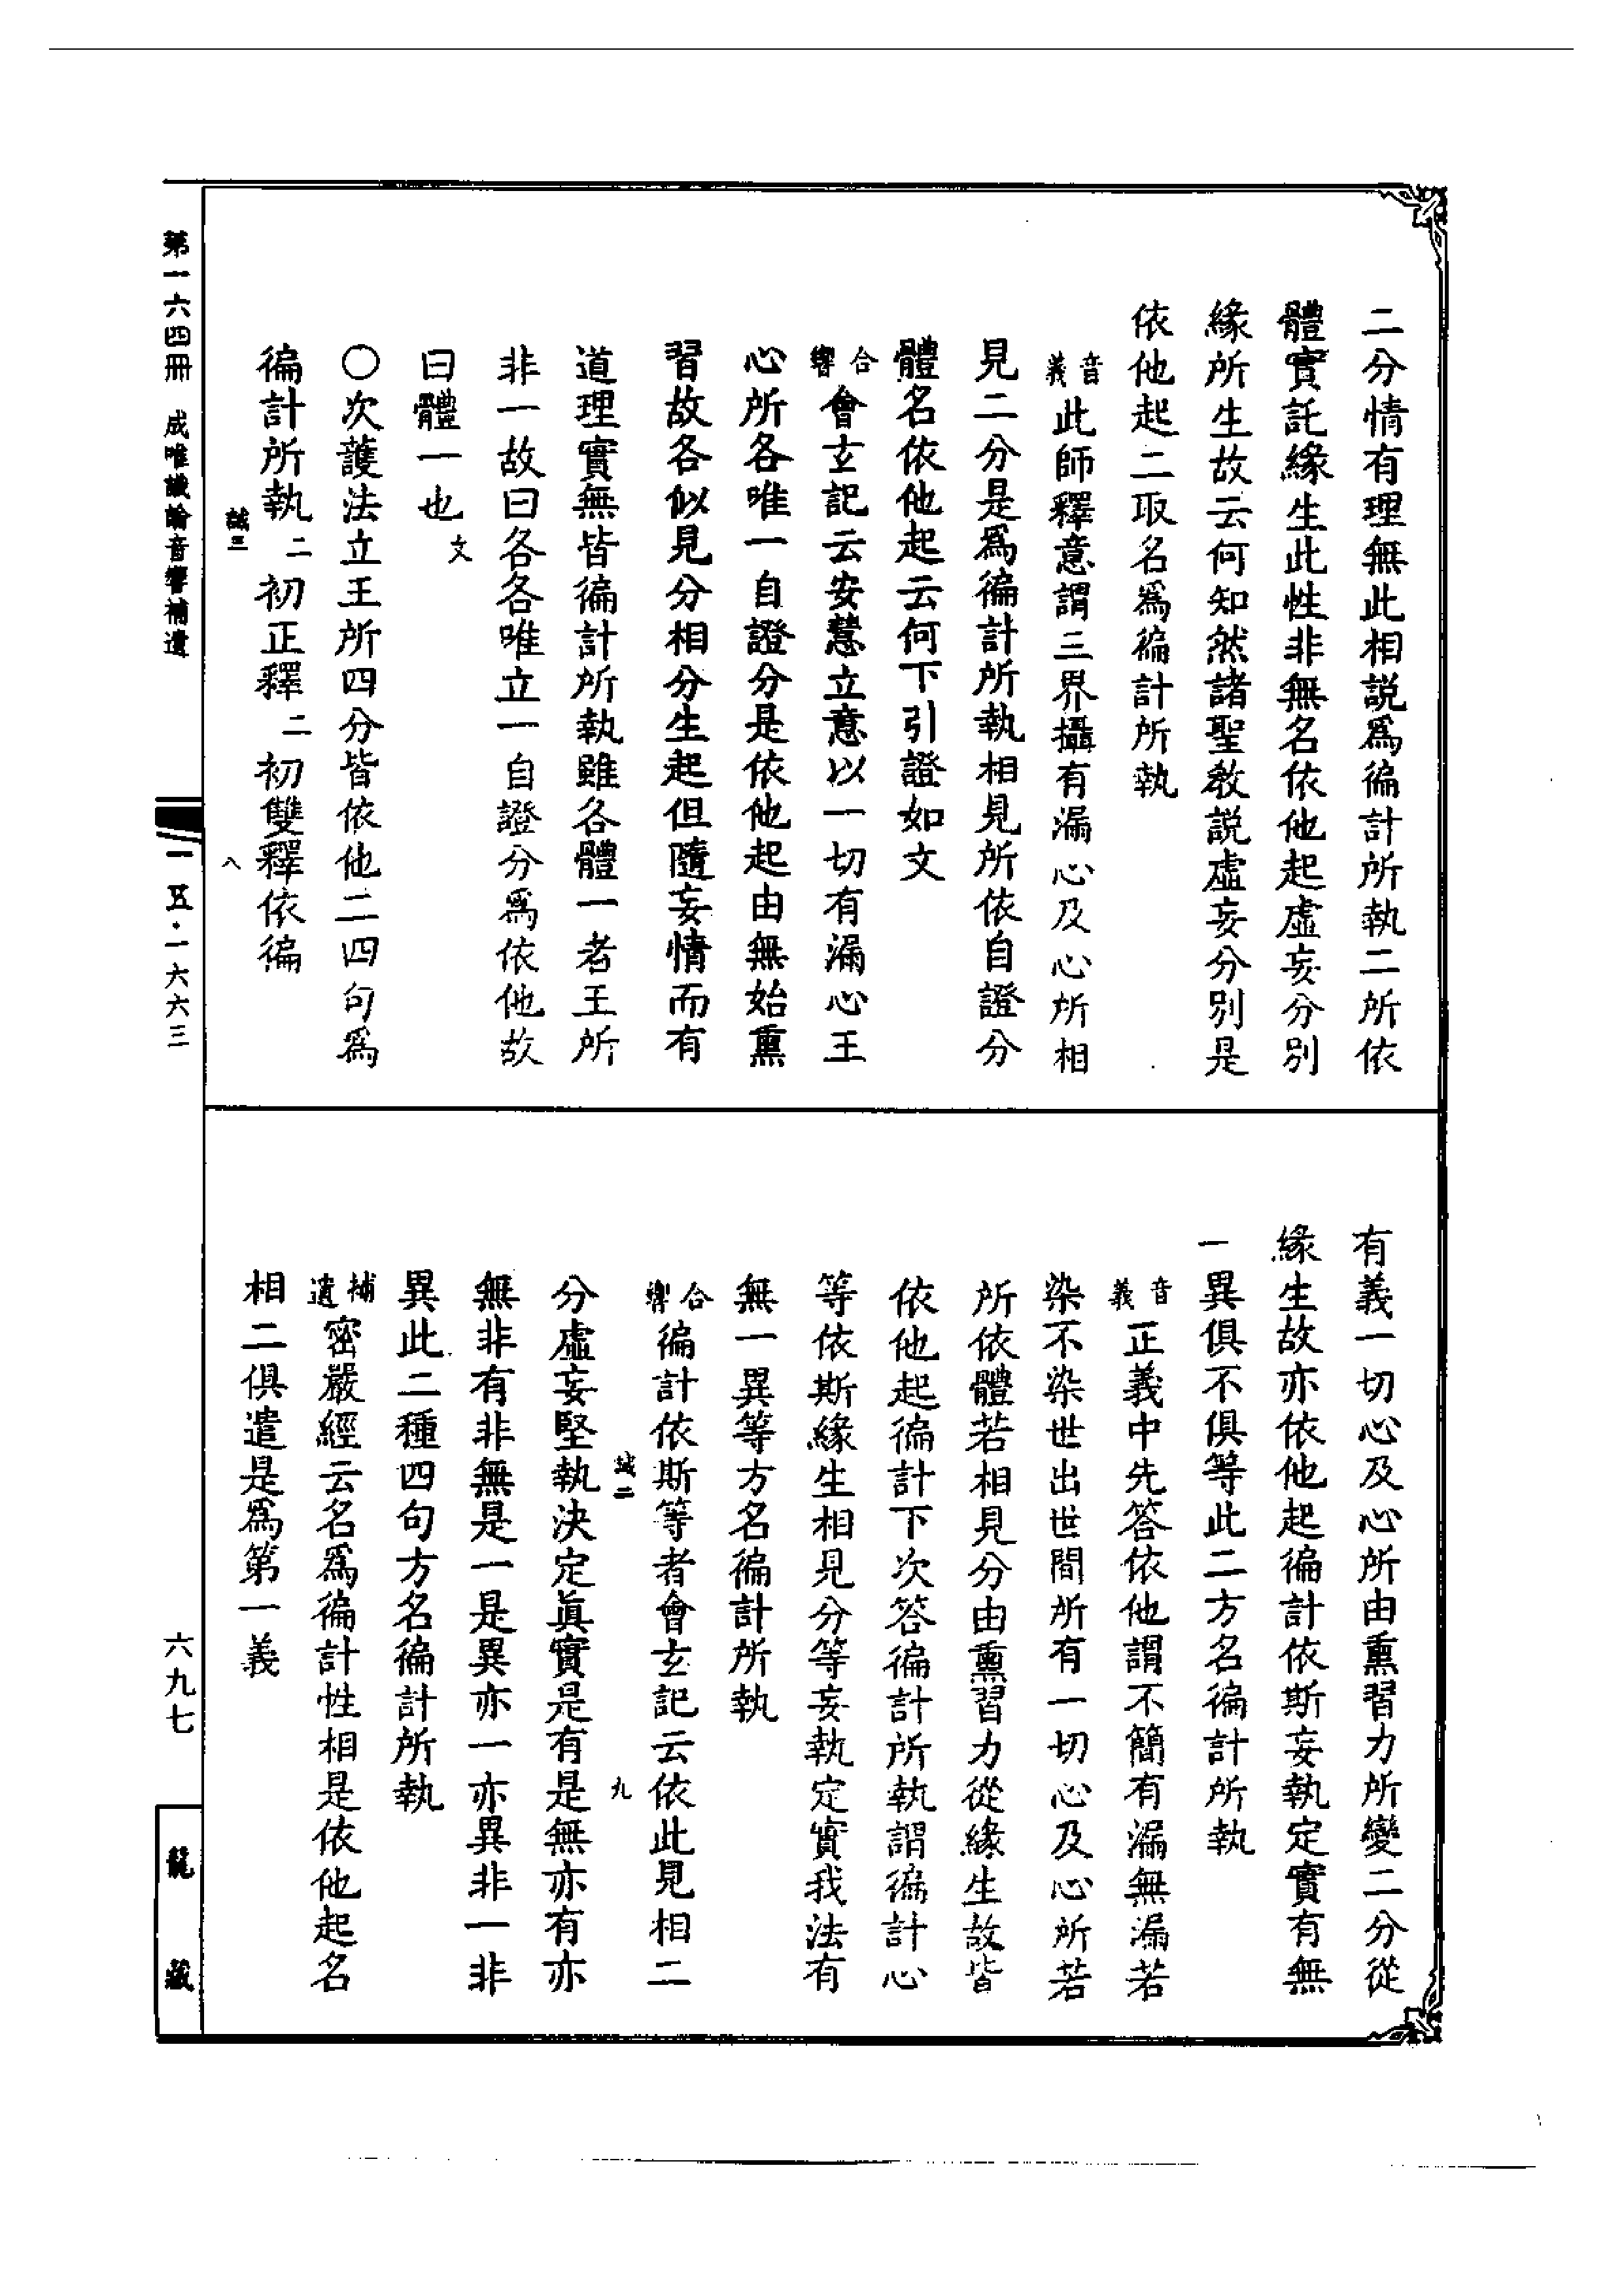 二分情有理無此相説爲徧計所執二所依
體實託緣生此性非無名依他起虛妄分別
緣所生故云何知然諸聖教説虛妄分別是
依他起二取名爲徧計所執
音義此師釋意謂三界攝有漏心及心所相
見二分是爲徧計所執相見所依自證分
體名依他起云何下引證如文
合響會玄記云安慧立意以一切有漏心王
心所各唯一自證分是依他起由無始熏
習故各似見分相分生起但隨妄情而有
道理實無皆徧計所執雖各體一者王所
非一故曰各各唯立一自證分爲依他故
曰體一也文
〇次護法立王所四分皆依他二四句爲
徧計所執二初正釋二初雙釋依徧
誠三 八
有義一切心及心所由熏習力所變二分從
緣生故亦依他起徧計依斯妄執定實有無
一異俱不俱等此二方名徧計所執
音義正義中先答依他謂不簡有漏無漏若
染不染世出世間所有一切心及心所若
所依體若相見分由熏習力從緣生故皆
依他起徧計下次答徧計所執謂徧計心
等依斯緣生相見分等妄執定實我法有
無一異等方名徧計所執
合響徧計依斯等者會玄記云依此見相二
誠二 九
分虛妄堅執決定眞實是有是無亦有亦
無非有非無是一是異亦一亦異非一非
異此二種四句方名徧計所執
補遺密嚴經云名爲徧計性相是依他起名
相二俱遣是爲第一義
第一六四冊 成唯識論音響補遺
一五·一六六三
六九七
龍藏